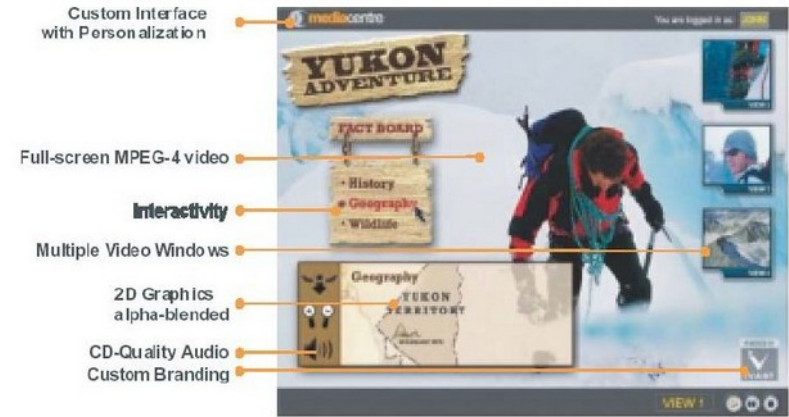 Custom Interface
with Personalization
Full-screen MPEG-4 video
Interactivity
Multiple Video Windows
2D Graphics
alpha-blended
CD-Quality Audio
Custom Branding
mediacentre
You are logged in as: JOHN
YUKON
ADVENTURE
FACT BOARD
• History
• Geography
• Wildlife
Geography
YUKON
TERRITORY
VIEW 1